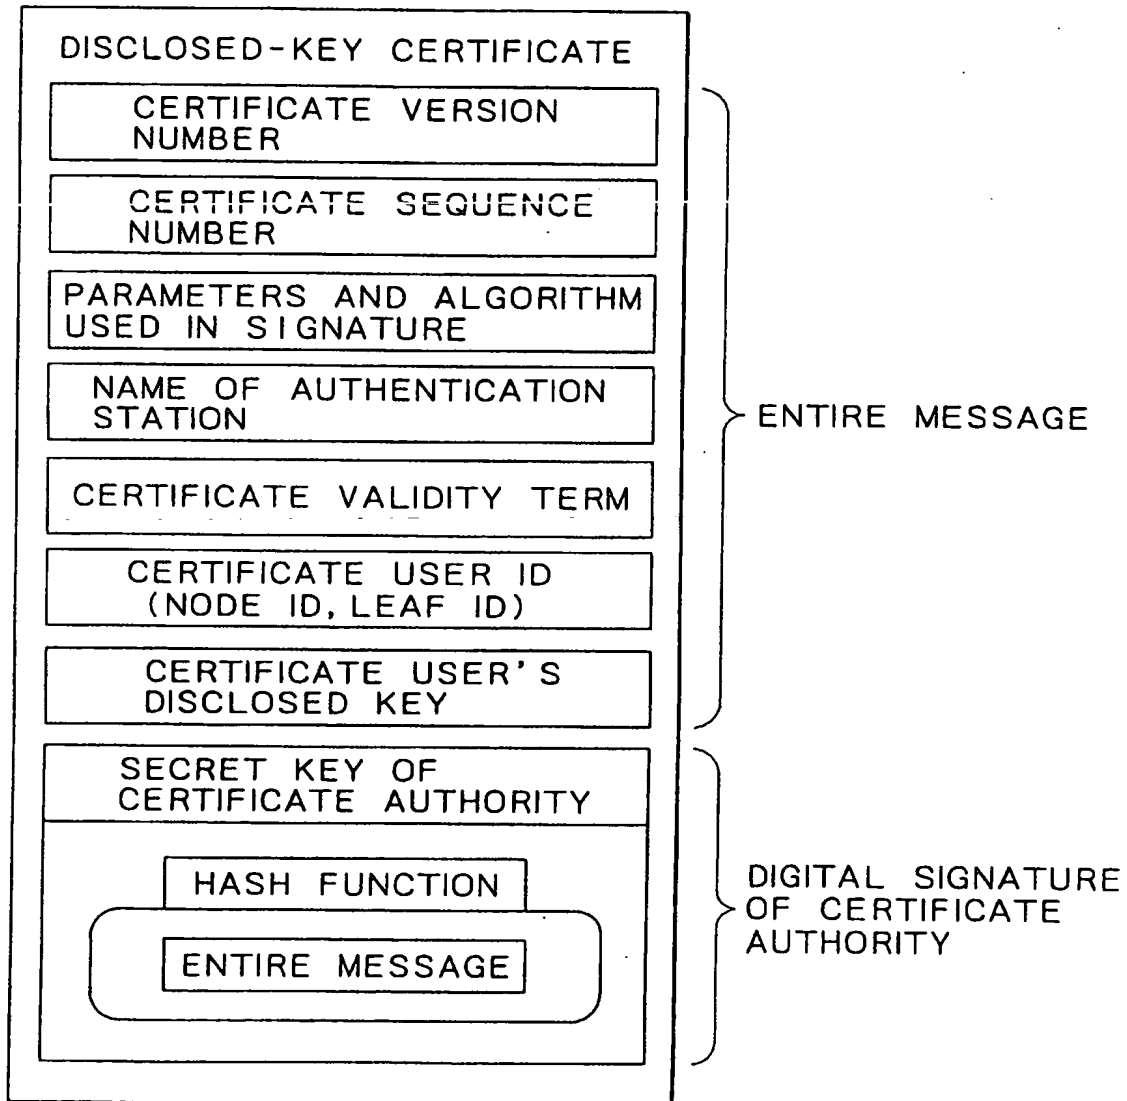 DISCLOSED-KEY CERTIFICATE
CERTIFICATE VERSION
NUMBER
CERTIFICATE SEQUENCE
NUMBER
PARAMETERS AND ALGORITHM
USED IN SIGNATURE
NAME OF AUTHENTICATION
STATION
CERTIFICATE VALIDITY TERM
CERTIFICATE USER ID
(NODE ID, LEAF ID)
CERTIFICATE USER'S
DISCLOSED KEY
ENTIRE MESSAGE
SECRET KEY OF
CERTIFICATE AUTHORITY
HASH FUNCTION
ENTIRE MESSAGE
DIGITAL SIGNATURE
OF CERTIFICATE
AUTHORITY